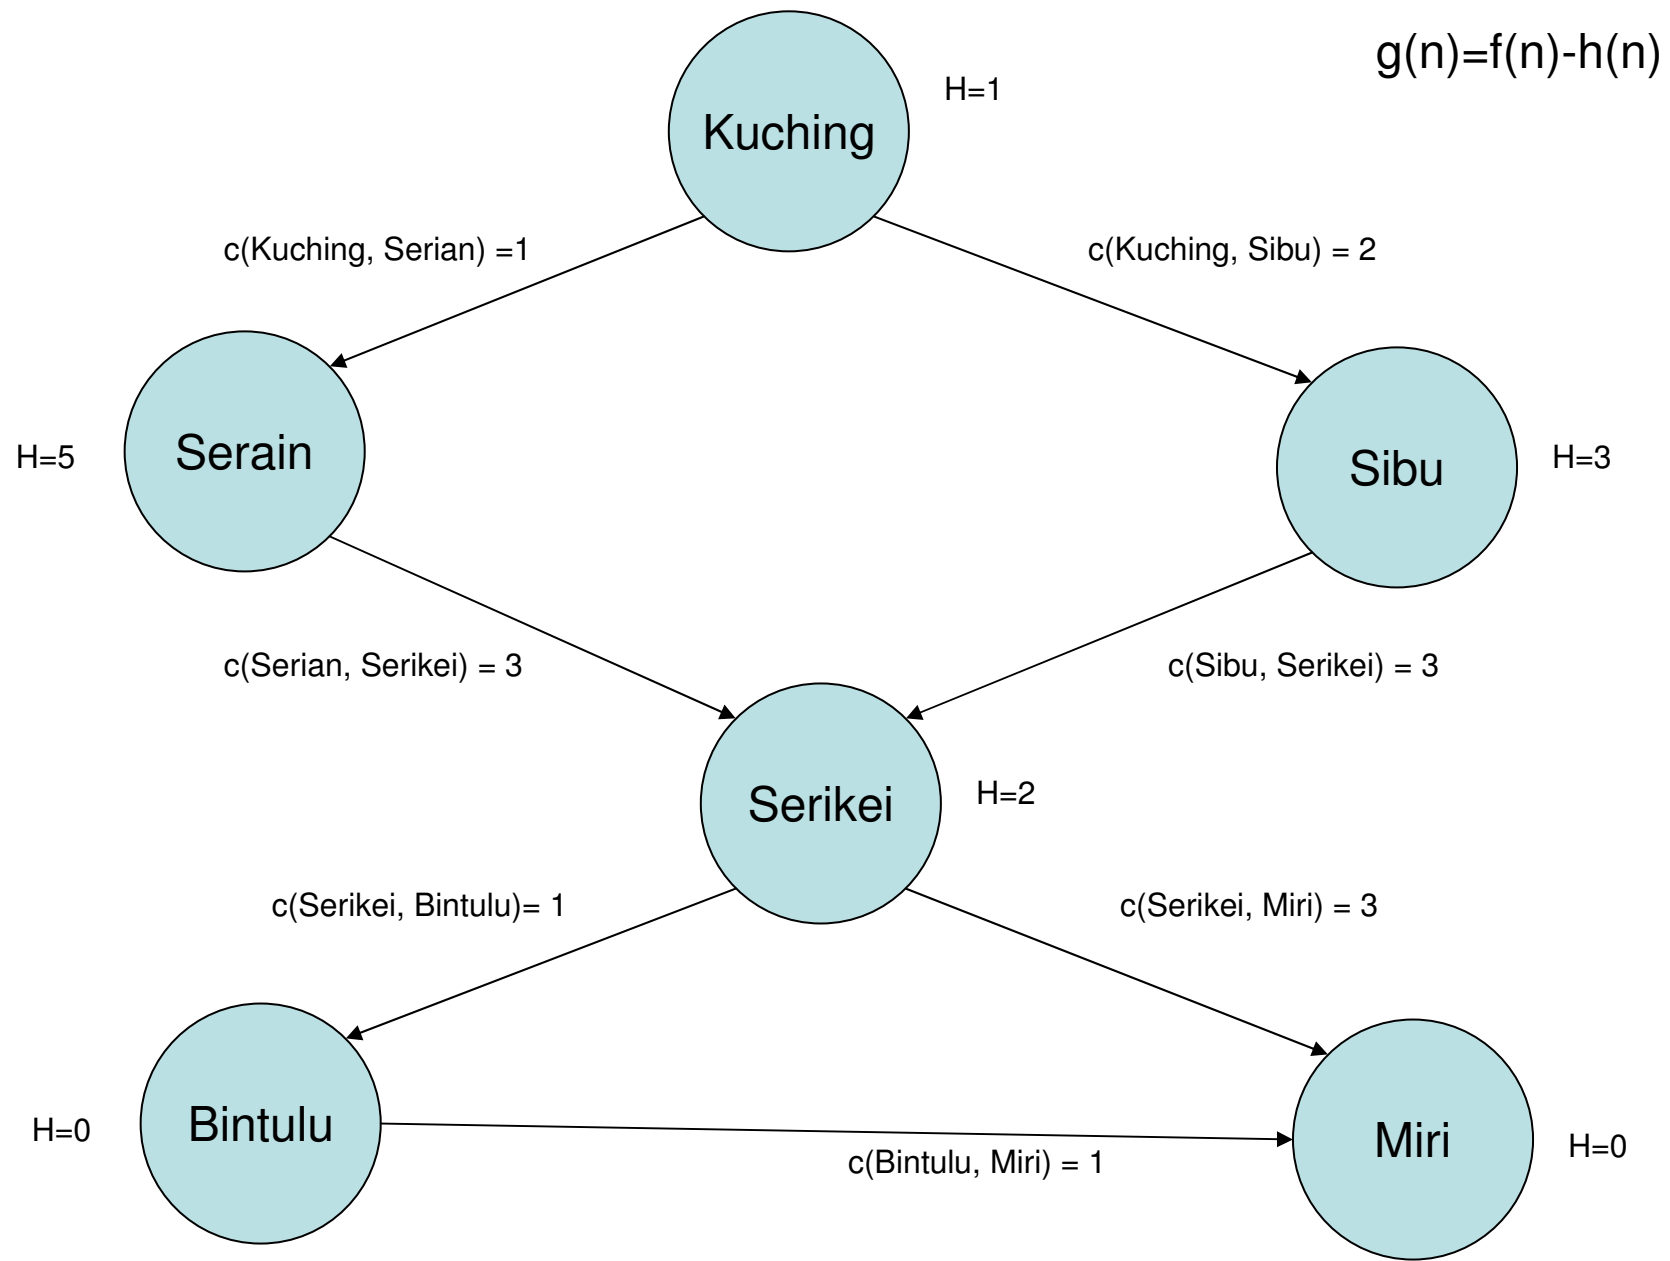 g(n)=f(n)-h(n)
H=1
Kuching
c(Kuching, Serian) =1
c(Kuching, Sibu) = 2
H=5
Serain
Sibu
H=3
c(Serian, Serikei) = 3
c(Sibu, Serikei) = 3
Serikei
H=2
c(Serikei, Bintulu)= 1
c(Serikei, Miri) = 3
H=0
Bintulu
c(Bintulu, Miri) = 1
Miri
H=0